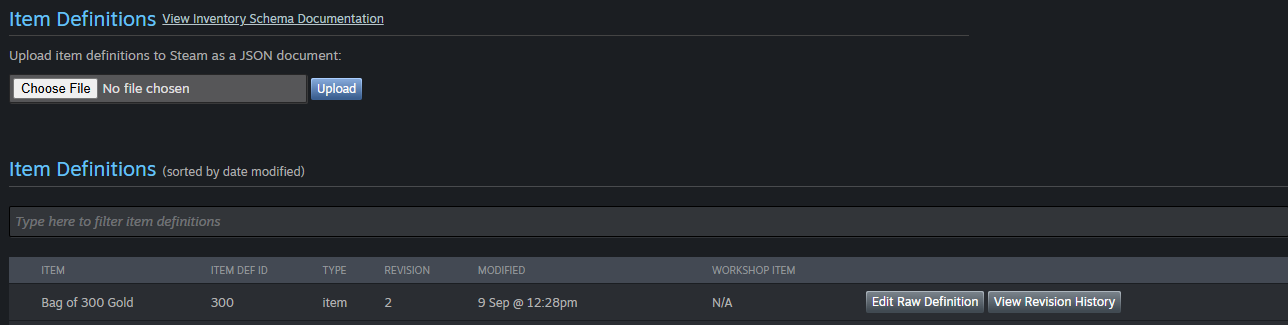 Item Definitions View Inventory Schema Documentation
Upload item definitions to Steam as a JSON document:
Choose File No file chosen Upload
Item Definitions (sorted by date modified)
Type here to filter item definitions
ITEM ITEM DEF ID TYPE REVISION MODIFIED WORKSHOP ITEM
Bag of 300 Gold 300 item 2 9 Sep @ 12:28pm N/A Edit Raw Definition View Revision History